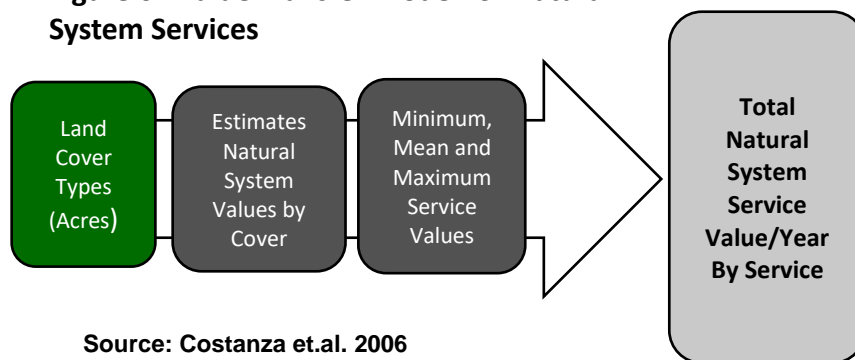 System Services
Land
Cover
Types
(Acres)
Estimates
Natural
System
Values by
Cover
Minimum,
Mean and
Maximum
Service
Values
Total
Natural
System
Service
Value/Year
By Service
Source: Costanza et.al. 2006